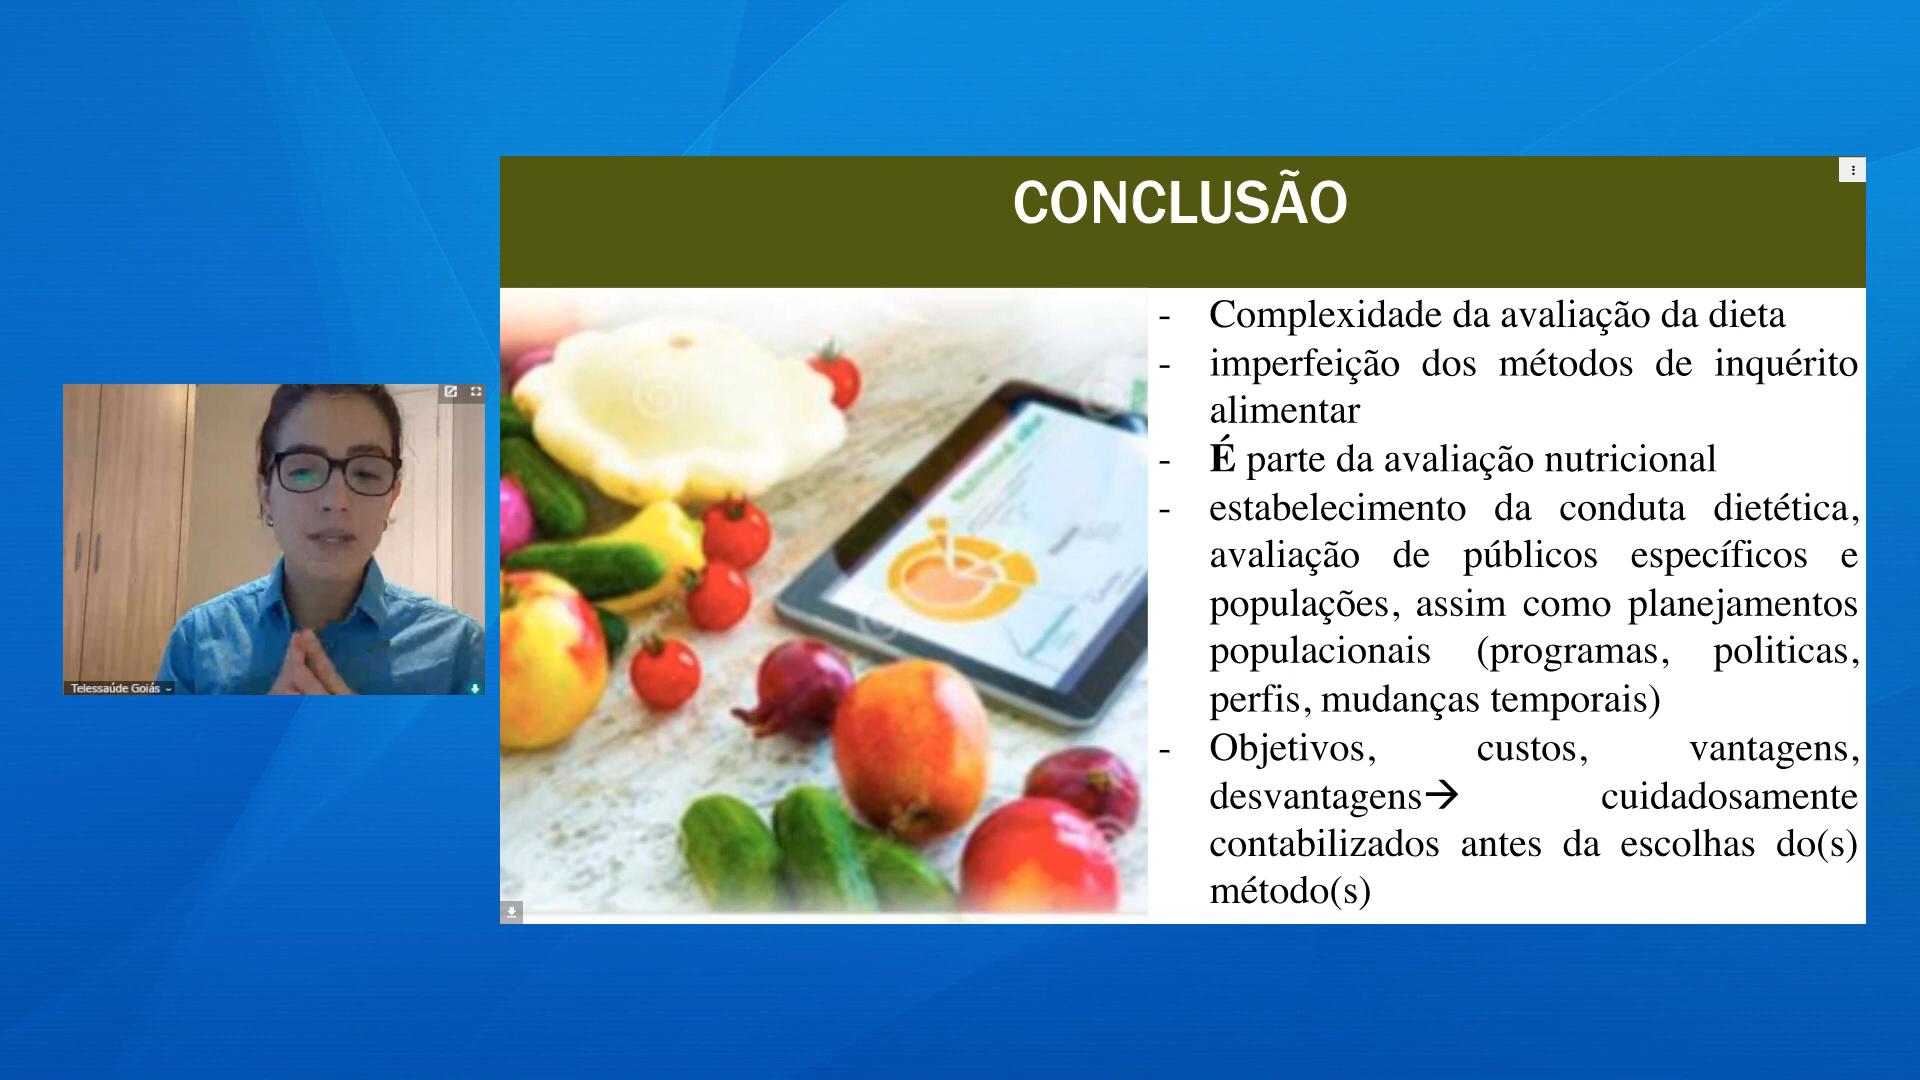 CONCLUSÃO
- Complexidade da avaliação da dieta
- imperfeição dos métodos de inquérito
alimentar
- É parte da avaliação nutricional
- estabelecimento da conduta dietética,
avaliação de públicos específicos e
populações, assim como planejamentos
populacionais (programas, politicas,
perfis, mudanças temporais)
- Objetivos, custos, vantagens,
desvantagens→ cuidadosamente
contabilizados antes da escolhas do(s)
método(s)
Telessaúde Goiás